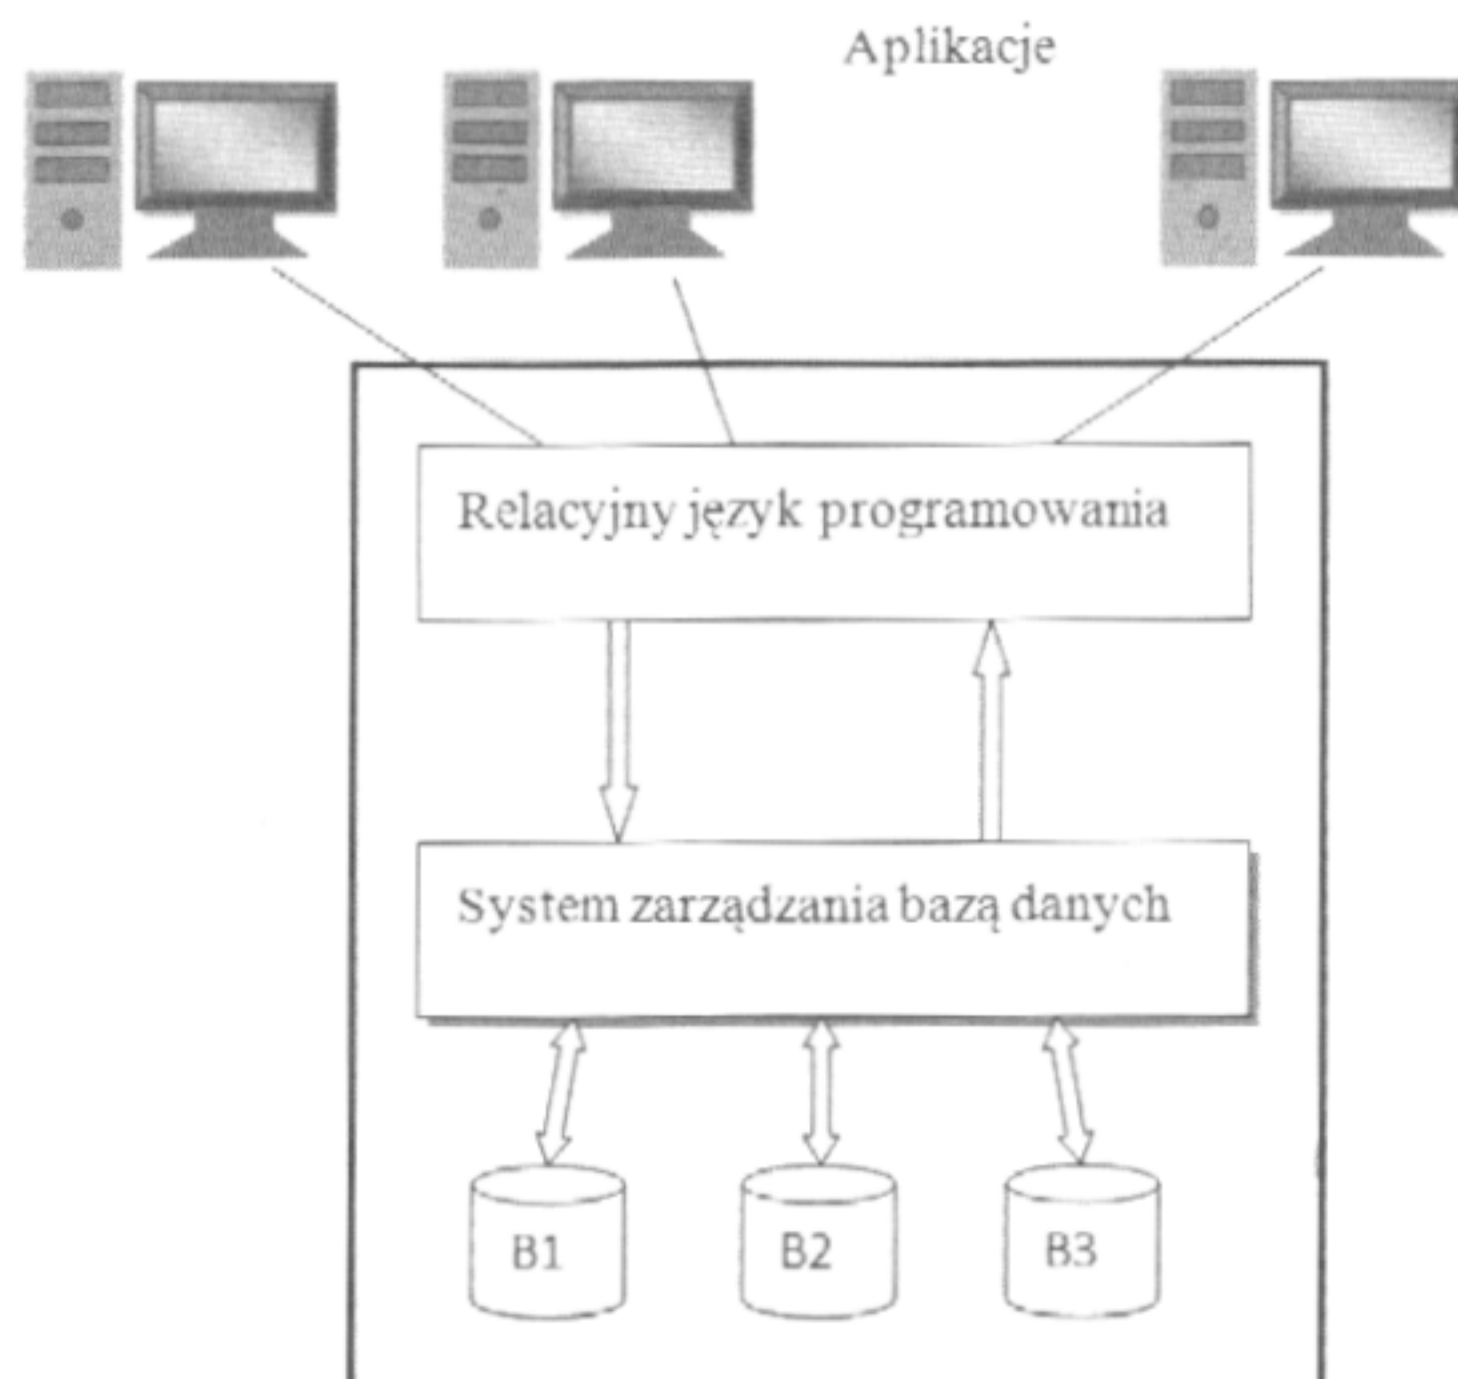 Aplikacje
Relacyjny język programowania
System zarządzania bazą danych
B1 B2 B3